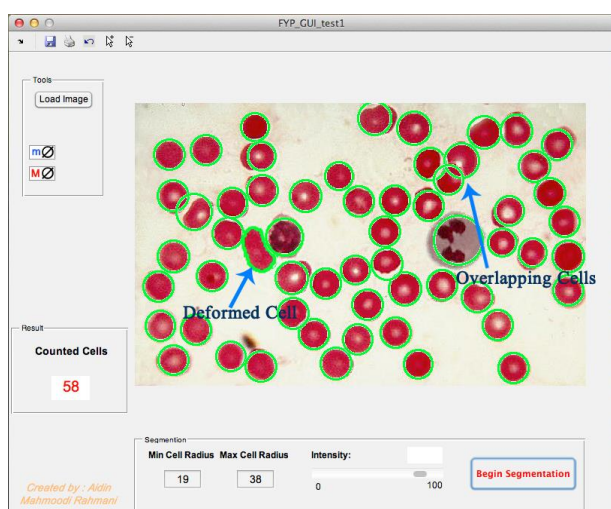 FYP_GUI_test1
Tools
Load Image
m
M
Overlapping Cells
Deformed Cell
Result
Counted Cells
58
Segmention
Min Cell Radius Max Cell Radius Intensity:
19 38
0 100
Begin Segmentation
Created by : Aidin
Mahmoodi Rahmani